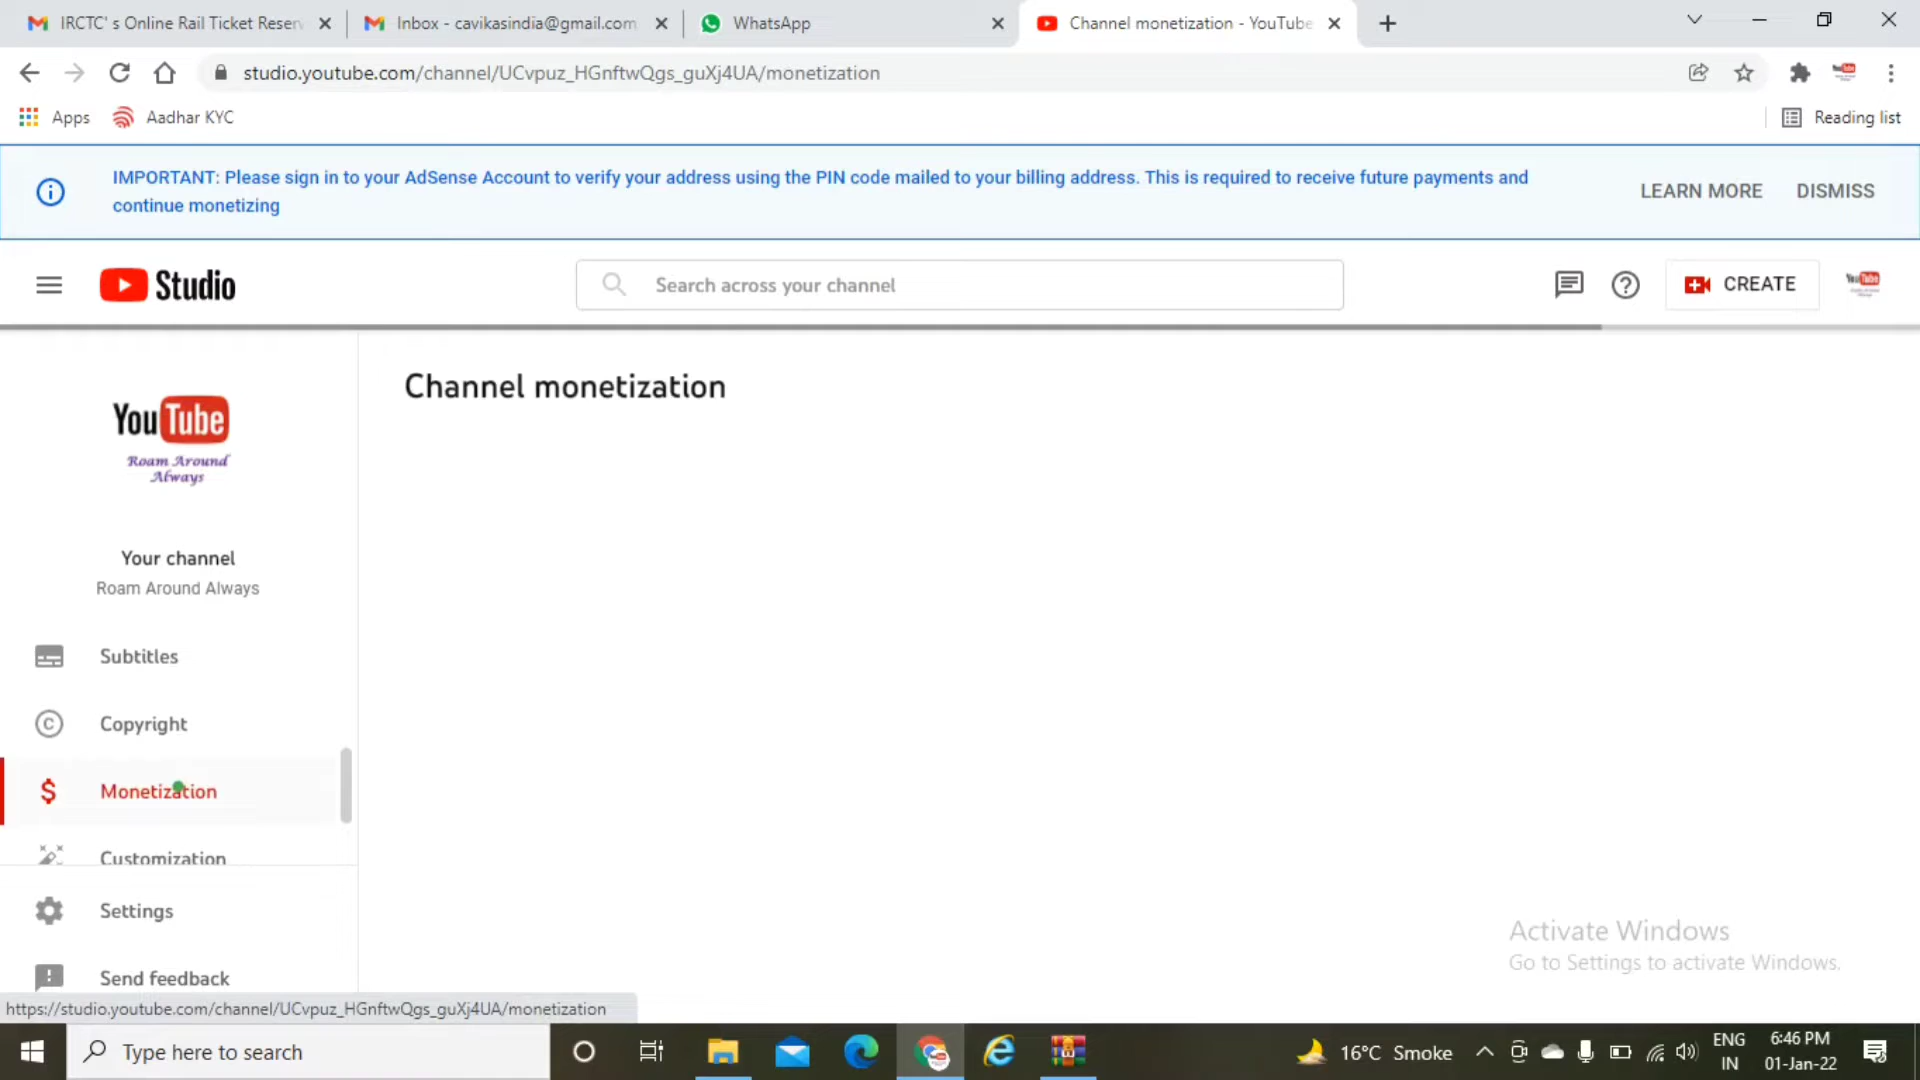 IRCTC' s Online Rail Ticket Reserv
Inbox - cavikasindia@gmail.com
WhatsApp
Channel monetization - YouTube
studio.youtube.com/channel/UCvpuz_HGnftwQgs_guXj4UA/monetization
Apps
Aadhar KYC
Reading list
IMPORTANT: Please sign in to your AdSense Account to verify your address using the PIN code mailed to your billing address. This is required to receive future payments and
continue monetizing
LEARN MORE
DISMISS
Studio
Search across your channel
CREATE
Channel monetization
YouTube
Roam Around
Always
Your channel
Roam Around Always
Subtitles
Copyright
Monetization
Customization
Settings
Send feedback
Activate Windows
Go to Settings to activate Windows.
https://studio.youtube.com/channel/UCvpuz_HGnftwQgs_guXj4UA/monetization
Type here to search
16°C Smoke
ENG
IN
6:46 PM
01-Jan-22